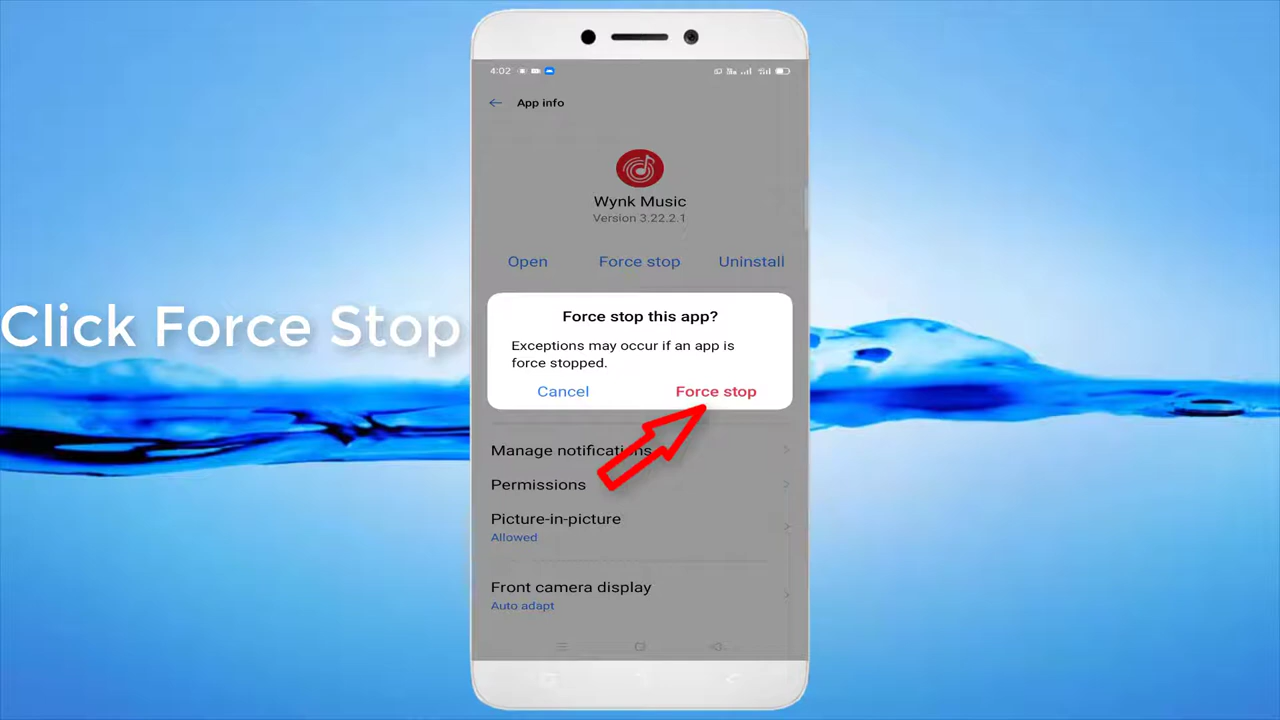 4:02
App info
Wynk Music
Version 3.22.2.1
Open Force stop Uninstall
Click Force Stop
Force stop this app?
Exceptions may occur if an app is
force stopped.
Cancel Force stop
Manage notifications
Permissions
Picture-in-picture
Allowed
Front camera display
Auto adapt